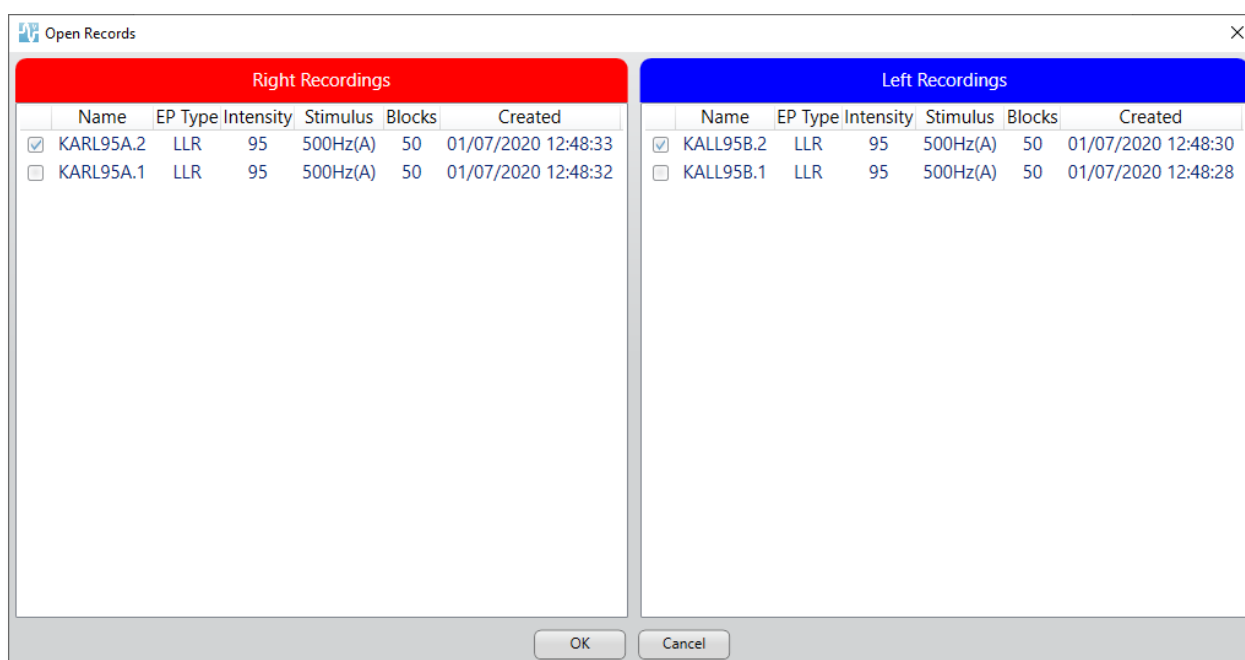 Open Records
Right Recordings
Name EP Type Intensity Stimulus Blocks Created
KARL95A.2 LLR 95 500Hz(A) 50 01/07/2020 12:48:33
KARL95A.1 LLR 95 500Hz(A) 50 01/07/2020 12:48:32
Left Recordings
Name EP Type Intensity Stimulus Blocks Created
KALL95B.2 LLR 95 500Hz(A) 50 01/07/2020 12:48:30
KALL95B.1 LLR 95 500Hz(A) 50 01/07/2020 12:48:28
OK Cancel